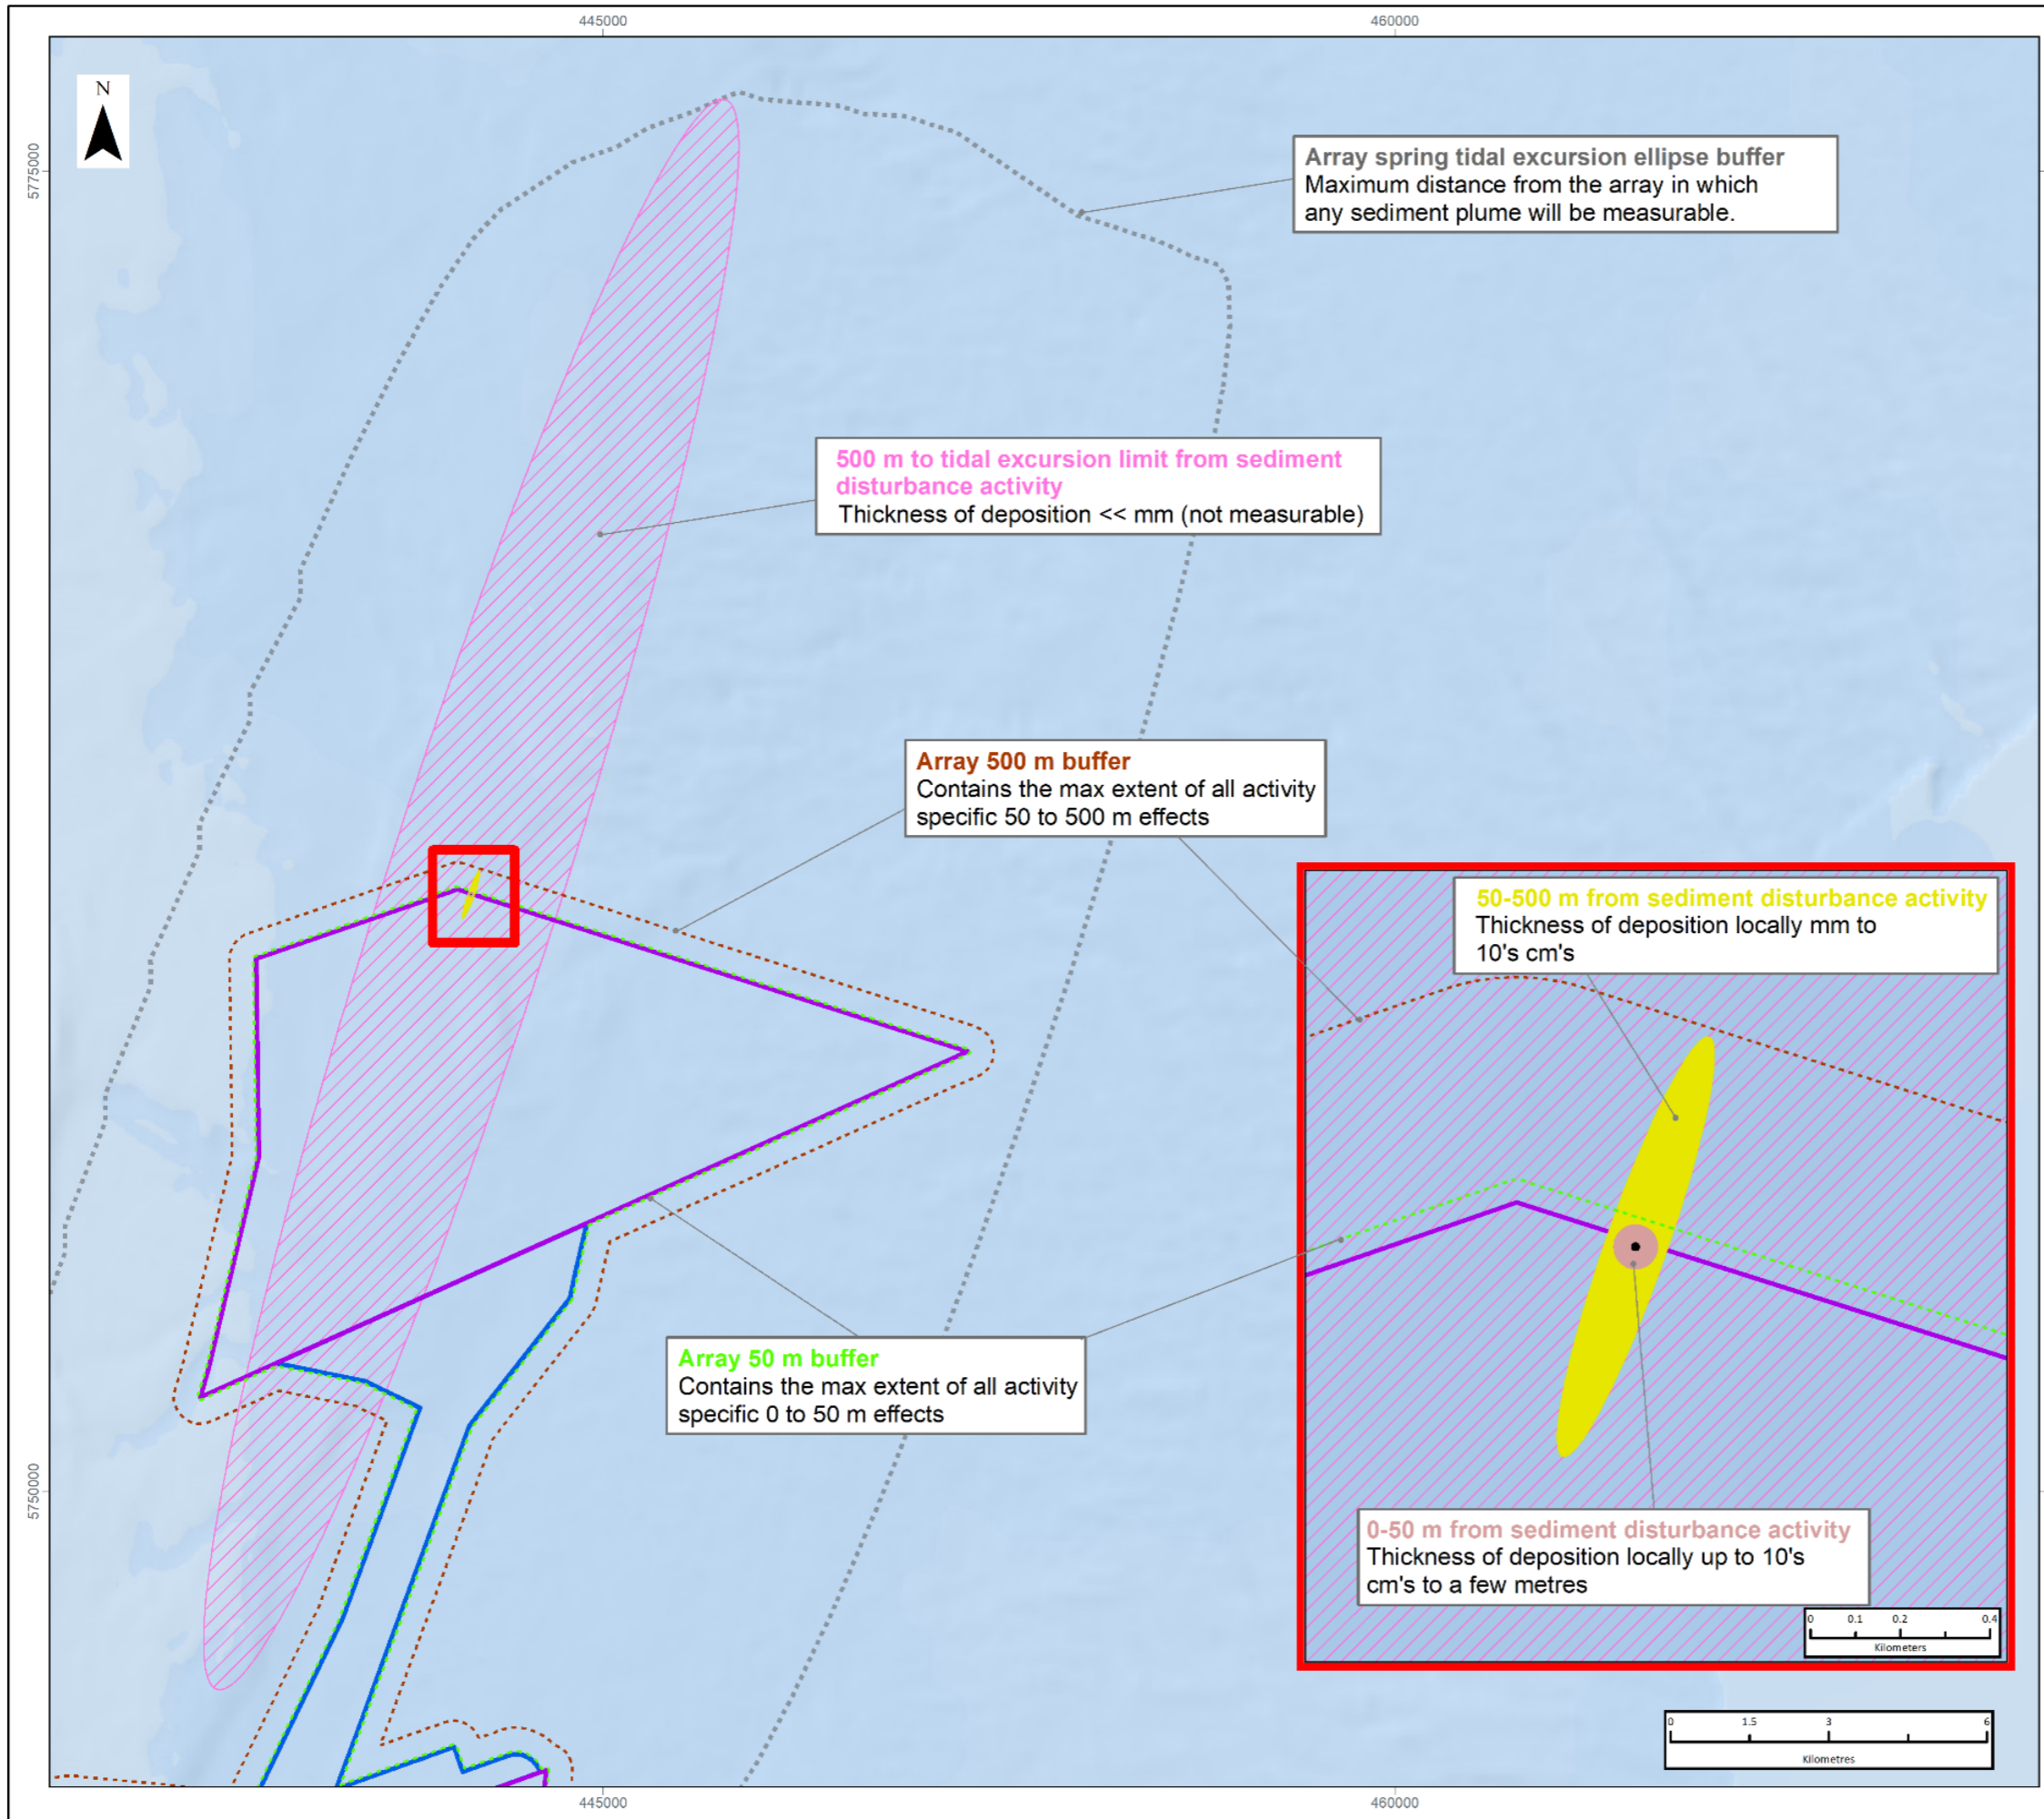 445000
460000
N
5775000
Array spring tidal excursion ellipse buffer
Maximum distance from the array in which
any sediment plume will be measurable.
500 m to tidal excursion limit from sediment
disturbance activity
Thickness of deposition << mm (not measurable)
Array 500 m buffer
Contains the max extent of all activity
specific 50 to 500 m effects
50-500 m from sediment disturbance activity
Thickness of deposition locally mm to
10's cm's
Array 50 m buffer
Contains the max extent of all activity
specific 0 to 50 m effects
5750000
0-50 m from sediment disturbance activity
Thickness of deposition locally up to 10's
cm's to a few metres
0 0.1 0.2 0.4
Kilometers
0 1.5 3 6
Kilometres
445000
460000